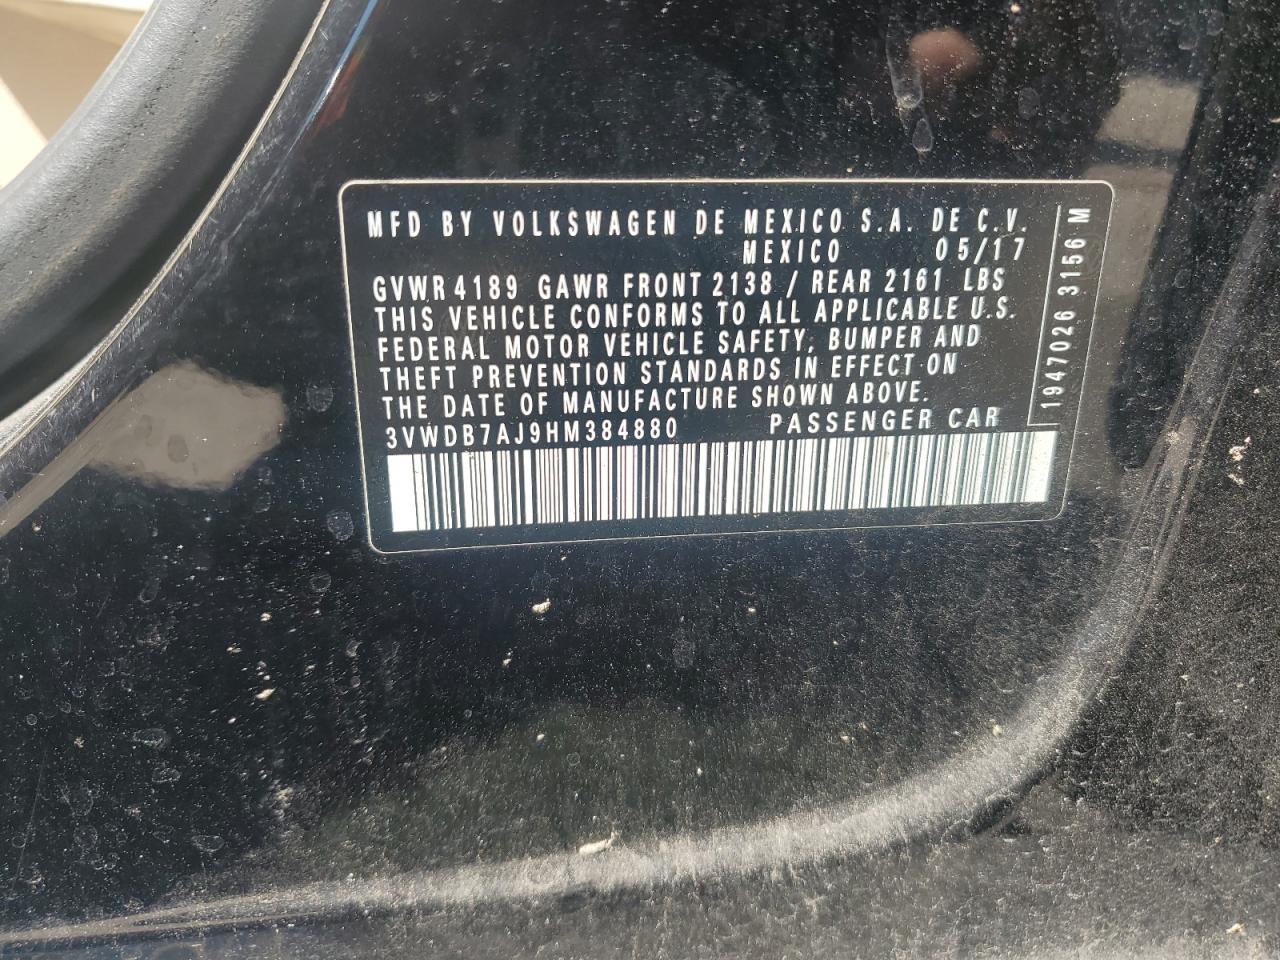 MFD BY VOLKSWAGEN DE MEXICO S.A. DE C.V.
MEXICO 05/17
GVWR 4189 GAWR FRONT 2138 / REAR 2161 LBS
THIS VEHICLE CONFORMS TO ALL APPLICABLE U.S.
FEDERAL MOTOR VEHICLE SAFETY, BUMPER AND
THEFT PREVENTION STANDARDS IN EFFECT ON
THE DATE OF MANUFACTURE SHOWN ABOVE.
3VWDB7AJ9HM384880 PASSENGER CAR
1947026 3156 M